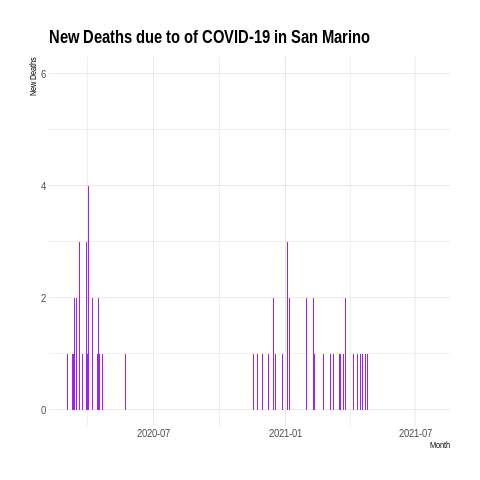 New Deaths due to of COVID-19 in San Marino
New Deaths
6
4
2
0
2020-07 2021-01 2021-07
Month